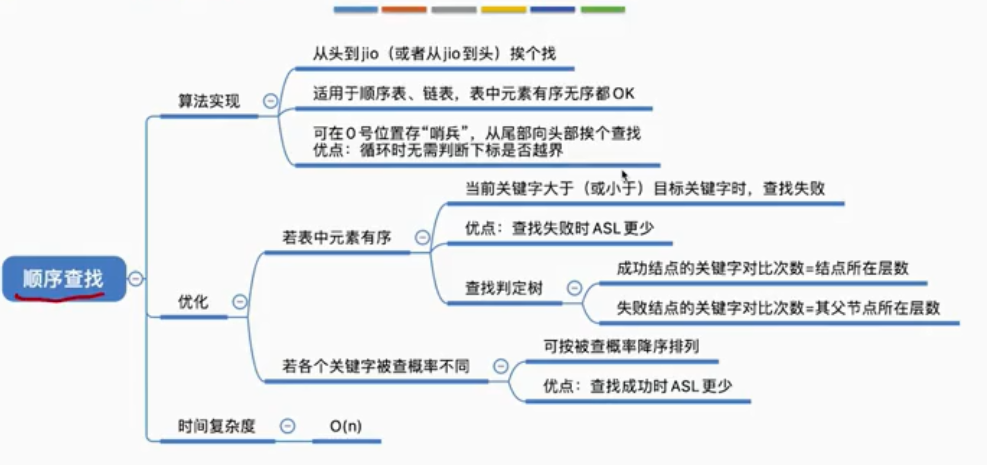 顺序查找
算法实现
从头到jio（或者从jio到头）挨个找
适用于顺序表、链表，表中元素有序无序都OK
可在0号位置存“哨兵”，从尾部向头部挨个查找
优点：循环时无需判断下标是否越界
优化
若表中元素有序
当前关键字大于（或小于）目标关键字时，查找失败
优点：查找失败时ASL更少
查找判定树
成功结点的关键字对比次数=结点所在层数
失败结点的关键字对比次数=其父节点所在层数
若各个关键字被查概率不同
可按被查概率降序排列
优点：查找成功时ASL更少
时间复杂度
O(n)